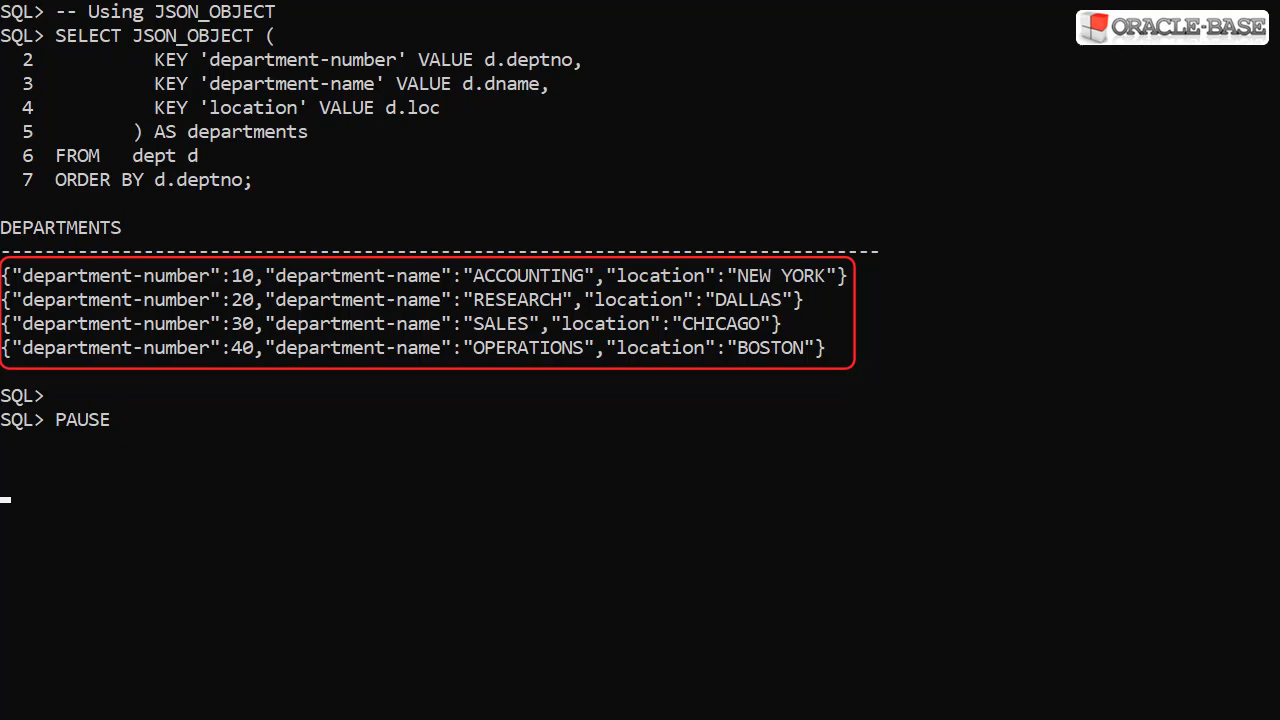 SQL> -- Using JSON_OBJECT
ORACLE-BASE
SQL> SELECT JSON_OBJECT (
  2           KEY 'department-number' VALUE d.deptno,
  3           KEY 'department-name' VALUE d.dname,
  4           KEY 'location' VALUE d.loc
  5         ) AS departments
  6  FROM   dept d
  7  ORDER BY d.deptno;
DEPARTMENTS
--------------------------------------------------------------------------------
{"department-number":10,"department-name":"ACCOUNTING","location":"NEW YORK"}
{"department-number":20,"department-name":"RESEARCH","location":"DALLAS"}
{"department-number":30,"department-name":"SALES","location":"CHICAGO"}
{"department-number":40,"department-name":"OPERATIONS","location":"BOSTON"}
SQL>
SQL> PAUSE